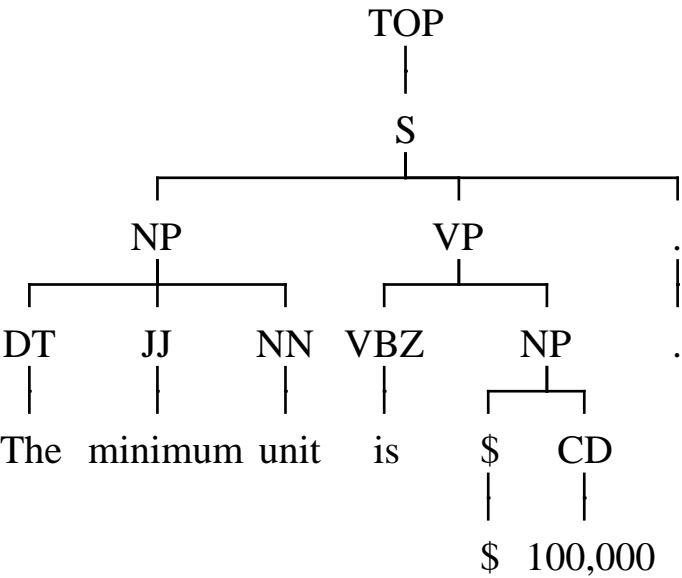 TOP
S
NP VP .
DT JJ NN VBZ NP .
The minimum unit is $ CD
$ 100,000